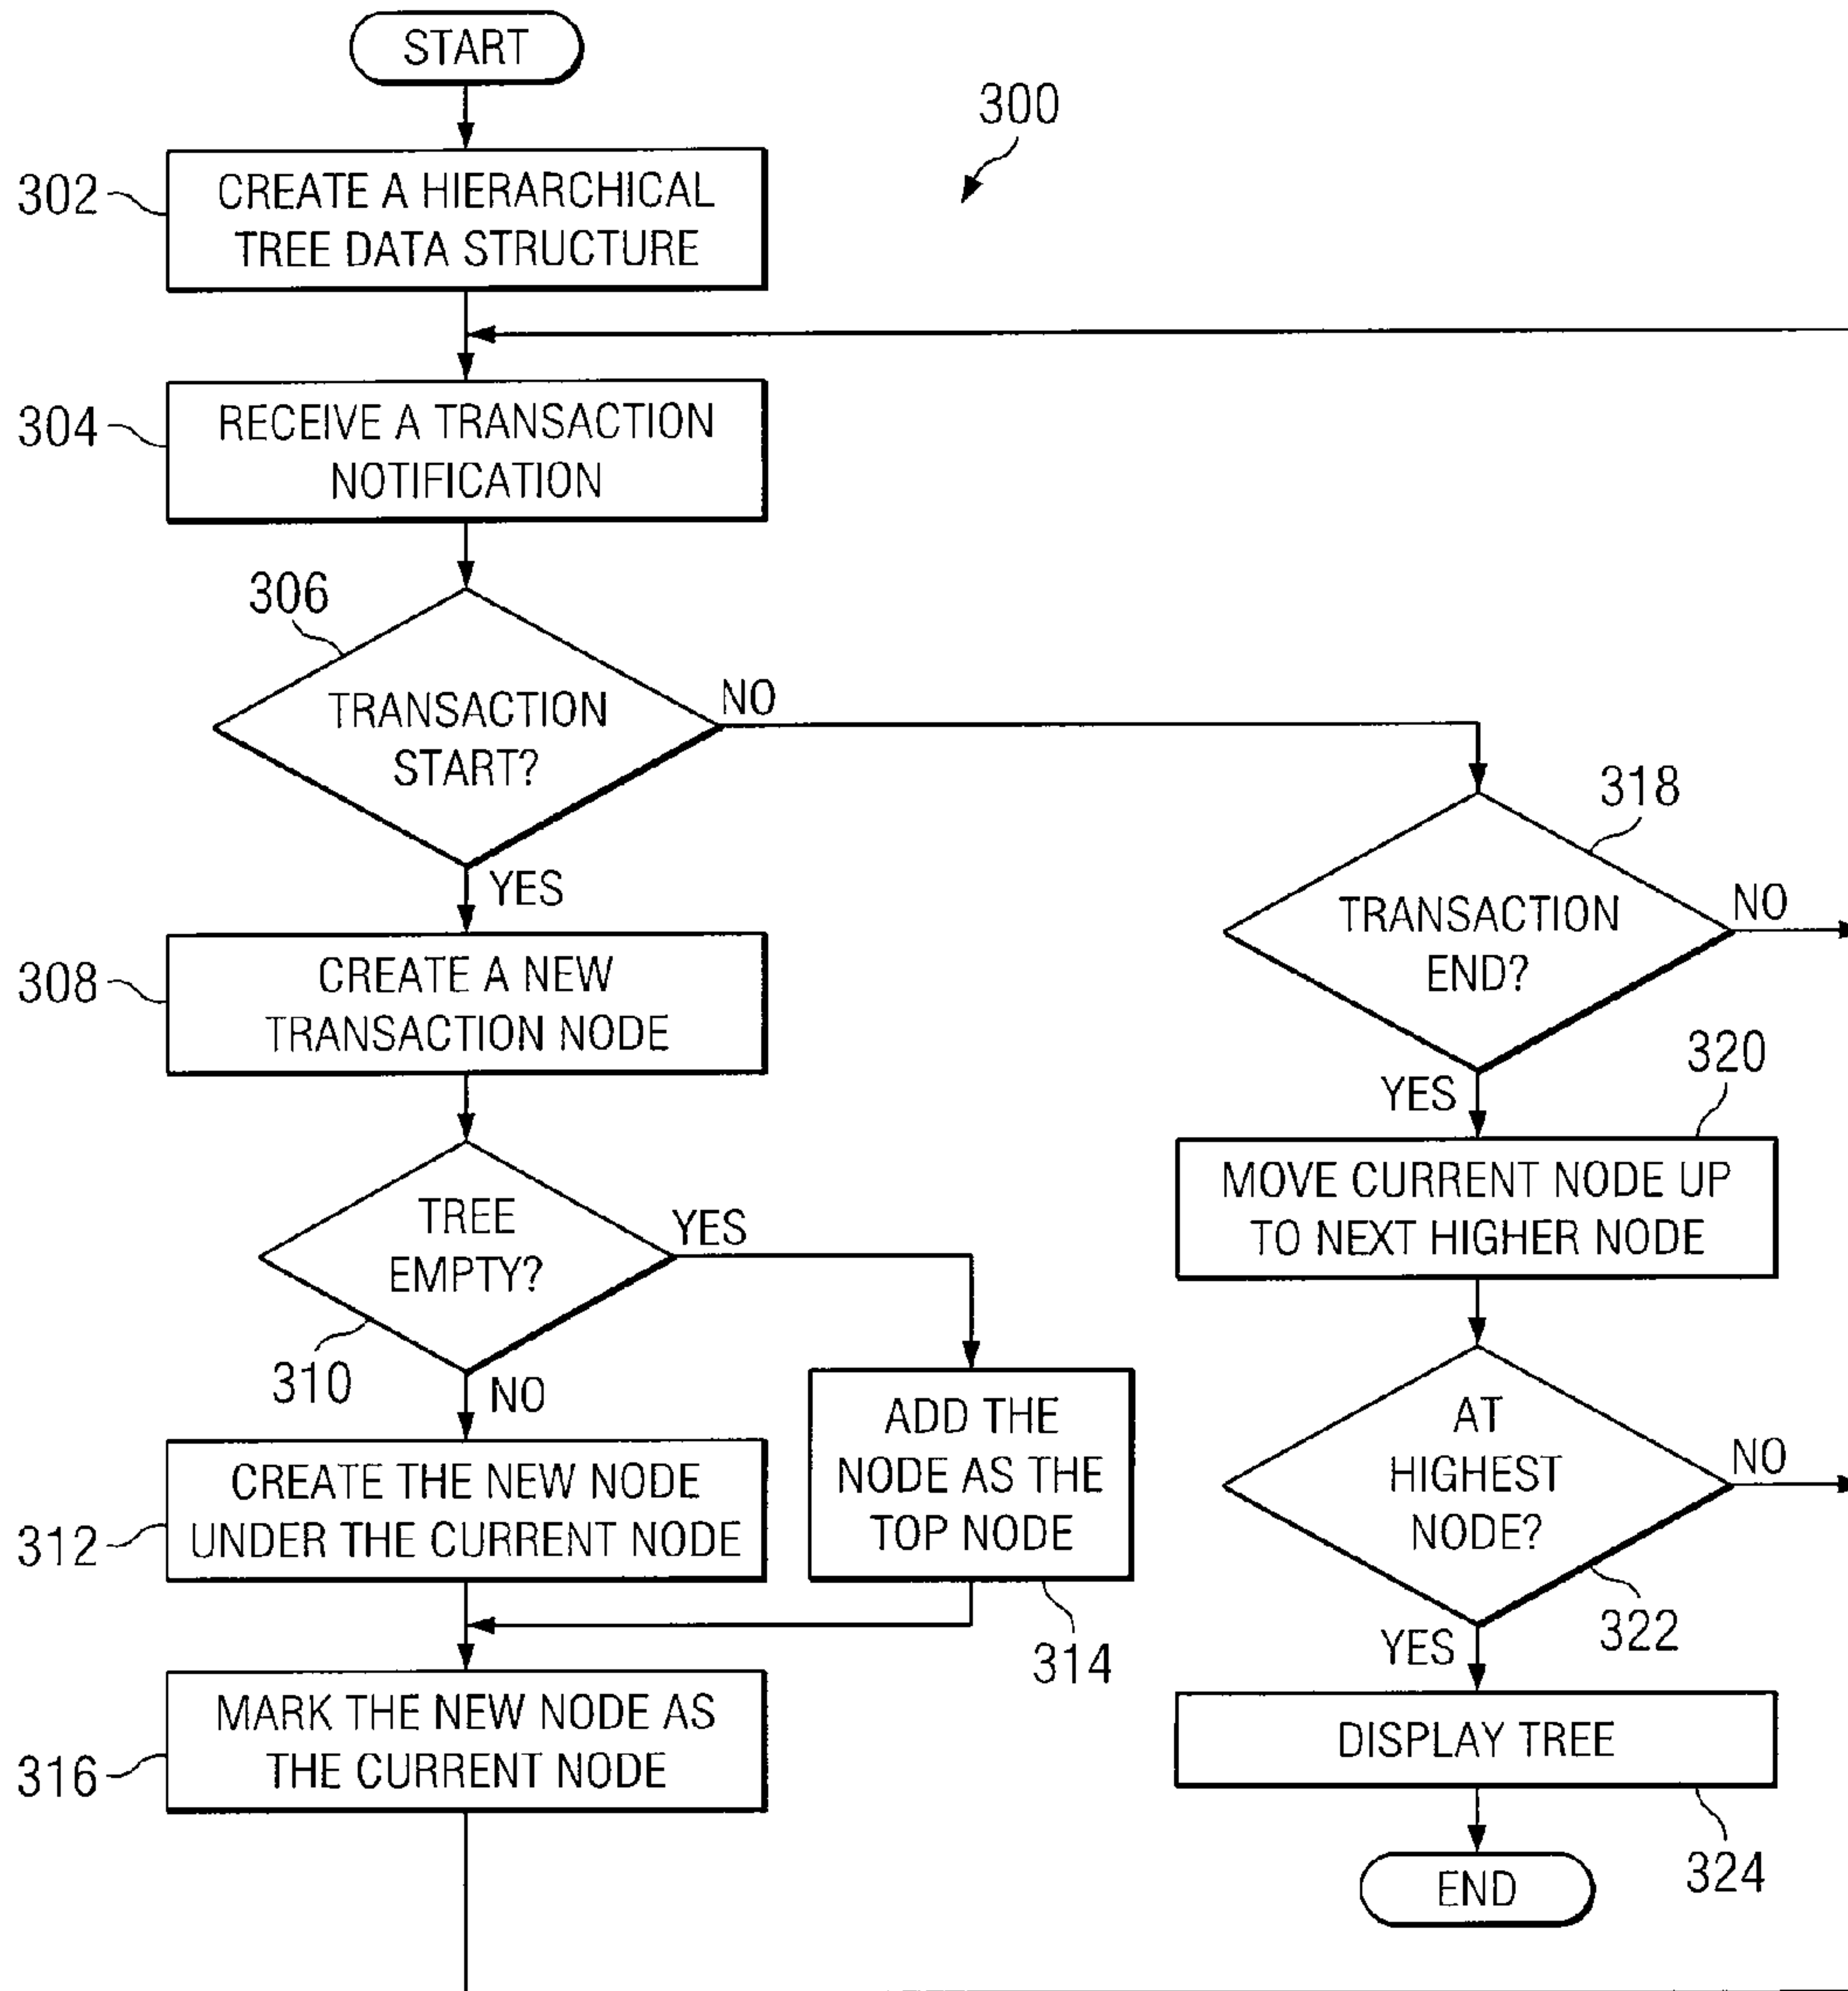 START
300
302
CREATE A HIERARCHICAL
TREE DATA STRUCTURE
304
RECEIVE A TRANSACTION
NOTIFICATION
306
TRANSACTION
START?
NO
YES
308
CREATE A NEW
TRANSACTION NODE
310
TREE
EMPTY?
YES
NO
312
CREATE THE NEW NODE
UNDER THE CURRENT NODE
ADD THE
NODE AS THE
TOP NODE
314
316
MARK THE NEW NODE AS
THE CURRENT NODE
318
TRANSACTION
END?
NO
YES
320
MOVE CURRENT NODE UP
TO NEXT HIGHER NODE
AT
HIGHEST
NODE?
NO
322
YES
DISPLAY TREE
324
END